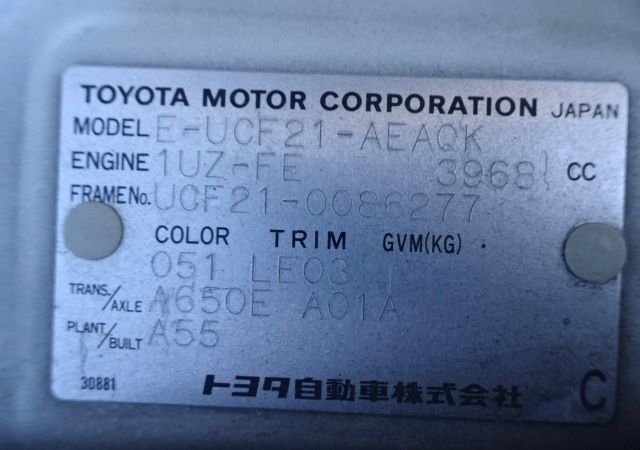 TOYOTA MOTOR CORPORATION JAPAN
MODEL E-UCF21-AEAQK
ENGINE 1UZ-FE 3968 CC
FRAME No. UCF21-0086277
COLOR TRIM GVM(KG)
051 LE03
TRANS./AXLE A650E A01A
PLANT/BUILT A55
30881 トヨタ自動車株式会社 C